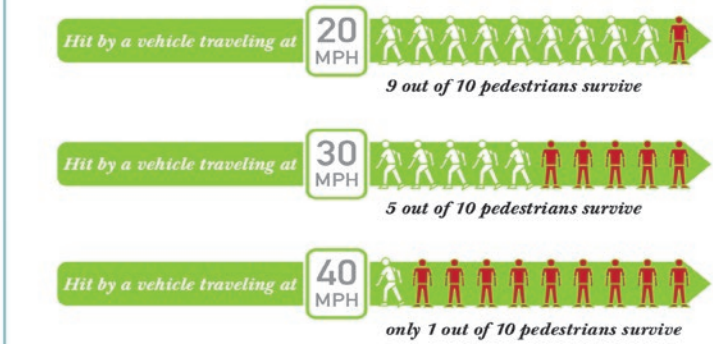 Hit by a vehicle traveling at 20 MPH
9 out of 10 pedestrians survive
Hit by a vehicle traveling at 30 MPH
5 out of 10 pedestrians survive
Hit by a vehicle traveling at 40 MPH
only 1 out of 10 pedestrians survive